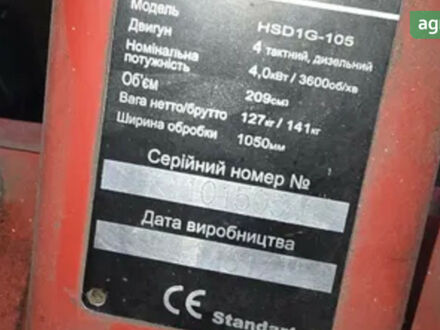 Модель HSD1G-105
Двигун 4 тактний, дизельний
Номінальна потужність 4,0кВт / 3600об/хв
Об'єм 209см3
Вага нетто/брутто 127кг / 141кг
Ширина обробки 1050мм
Серійний номер №
Дата виробництва
CE Standard
agri